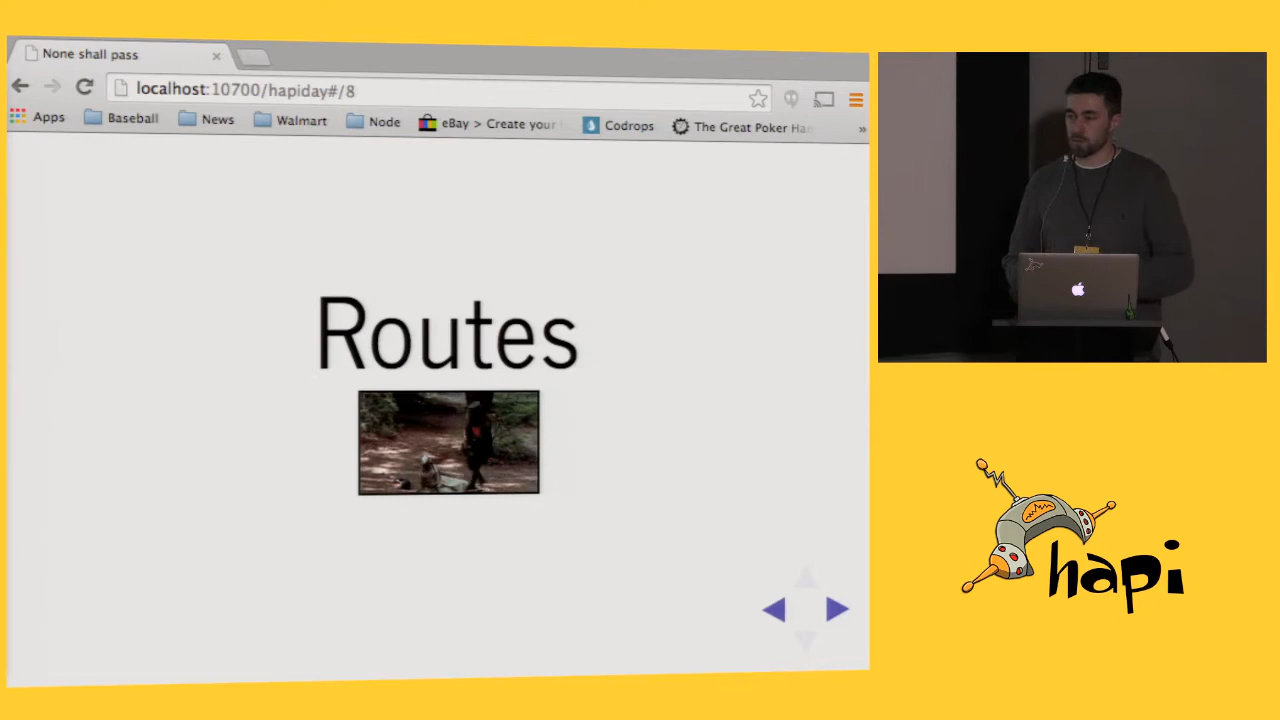 None shall pass
localhost:10700/hapiday#/8
Apps Baseball News Walmart Node eBay > Create your Codrops The Great Poker »
Routes
hapi